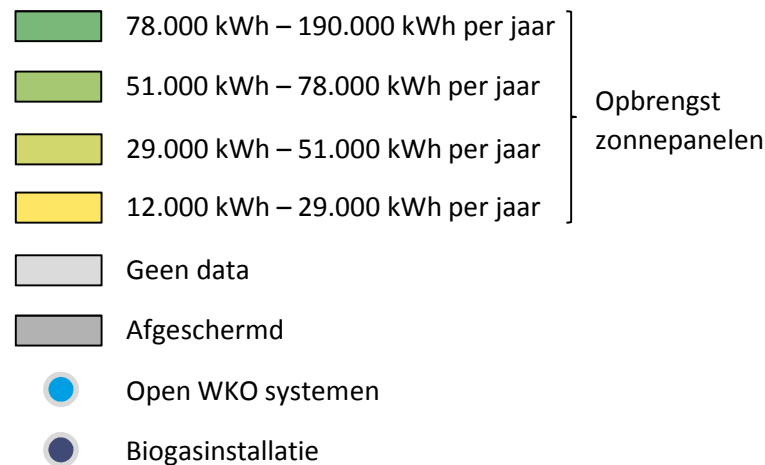 78.000 kWh – 190.000 kWh per jaar
51.000 kWh – 78.000 kWh per jaar
29.000 kWh – 51.000 kWh per jaar
12.000 kWh – 29.000 kWh per jaar
Opbrengst
zonnepanelen
Geen data
Afgeschermd
Open WKO systemen
Biogasinstallatie